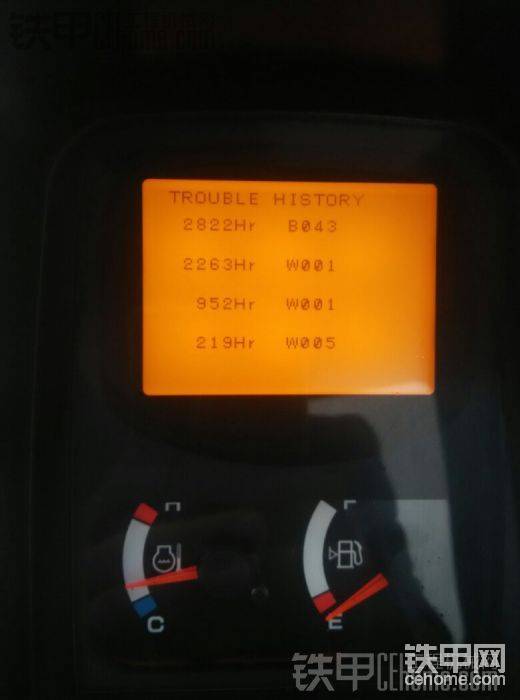 TROUBLE HISTORY
2822Hr B043
2263Hr W001
952Hr W001
219Hr W005
C
E
铁甲网
cehome.com